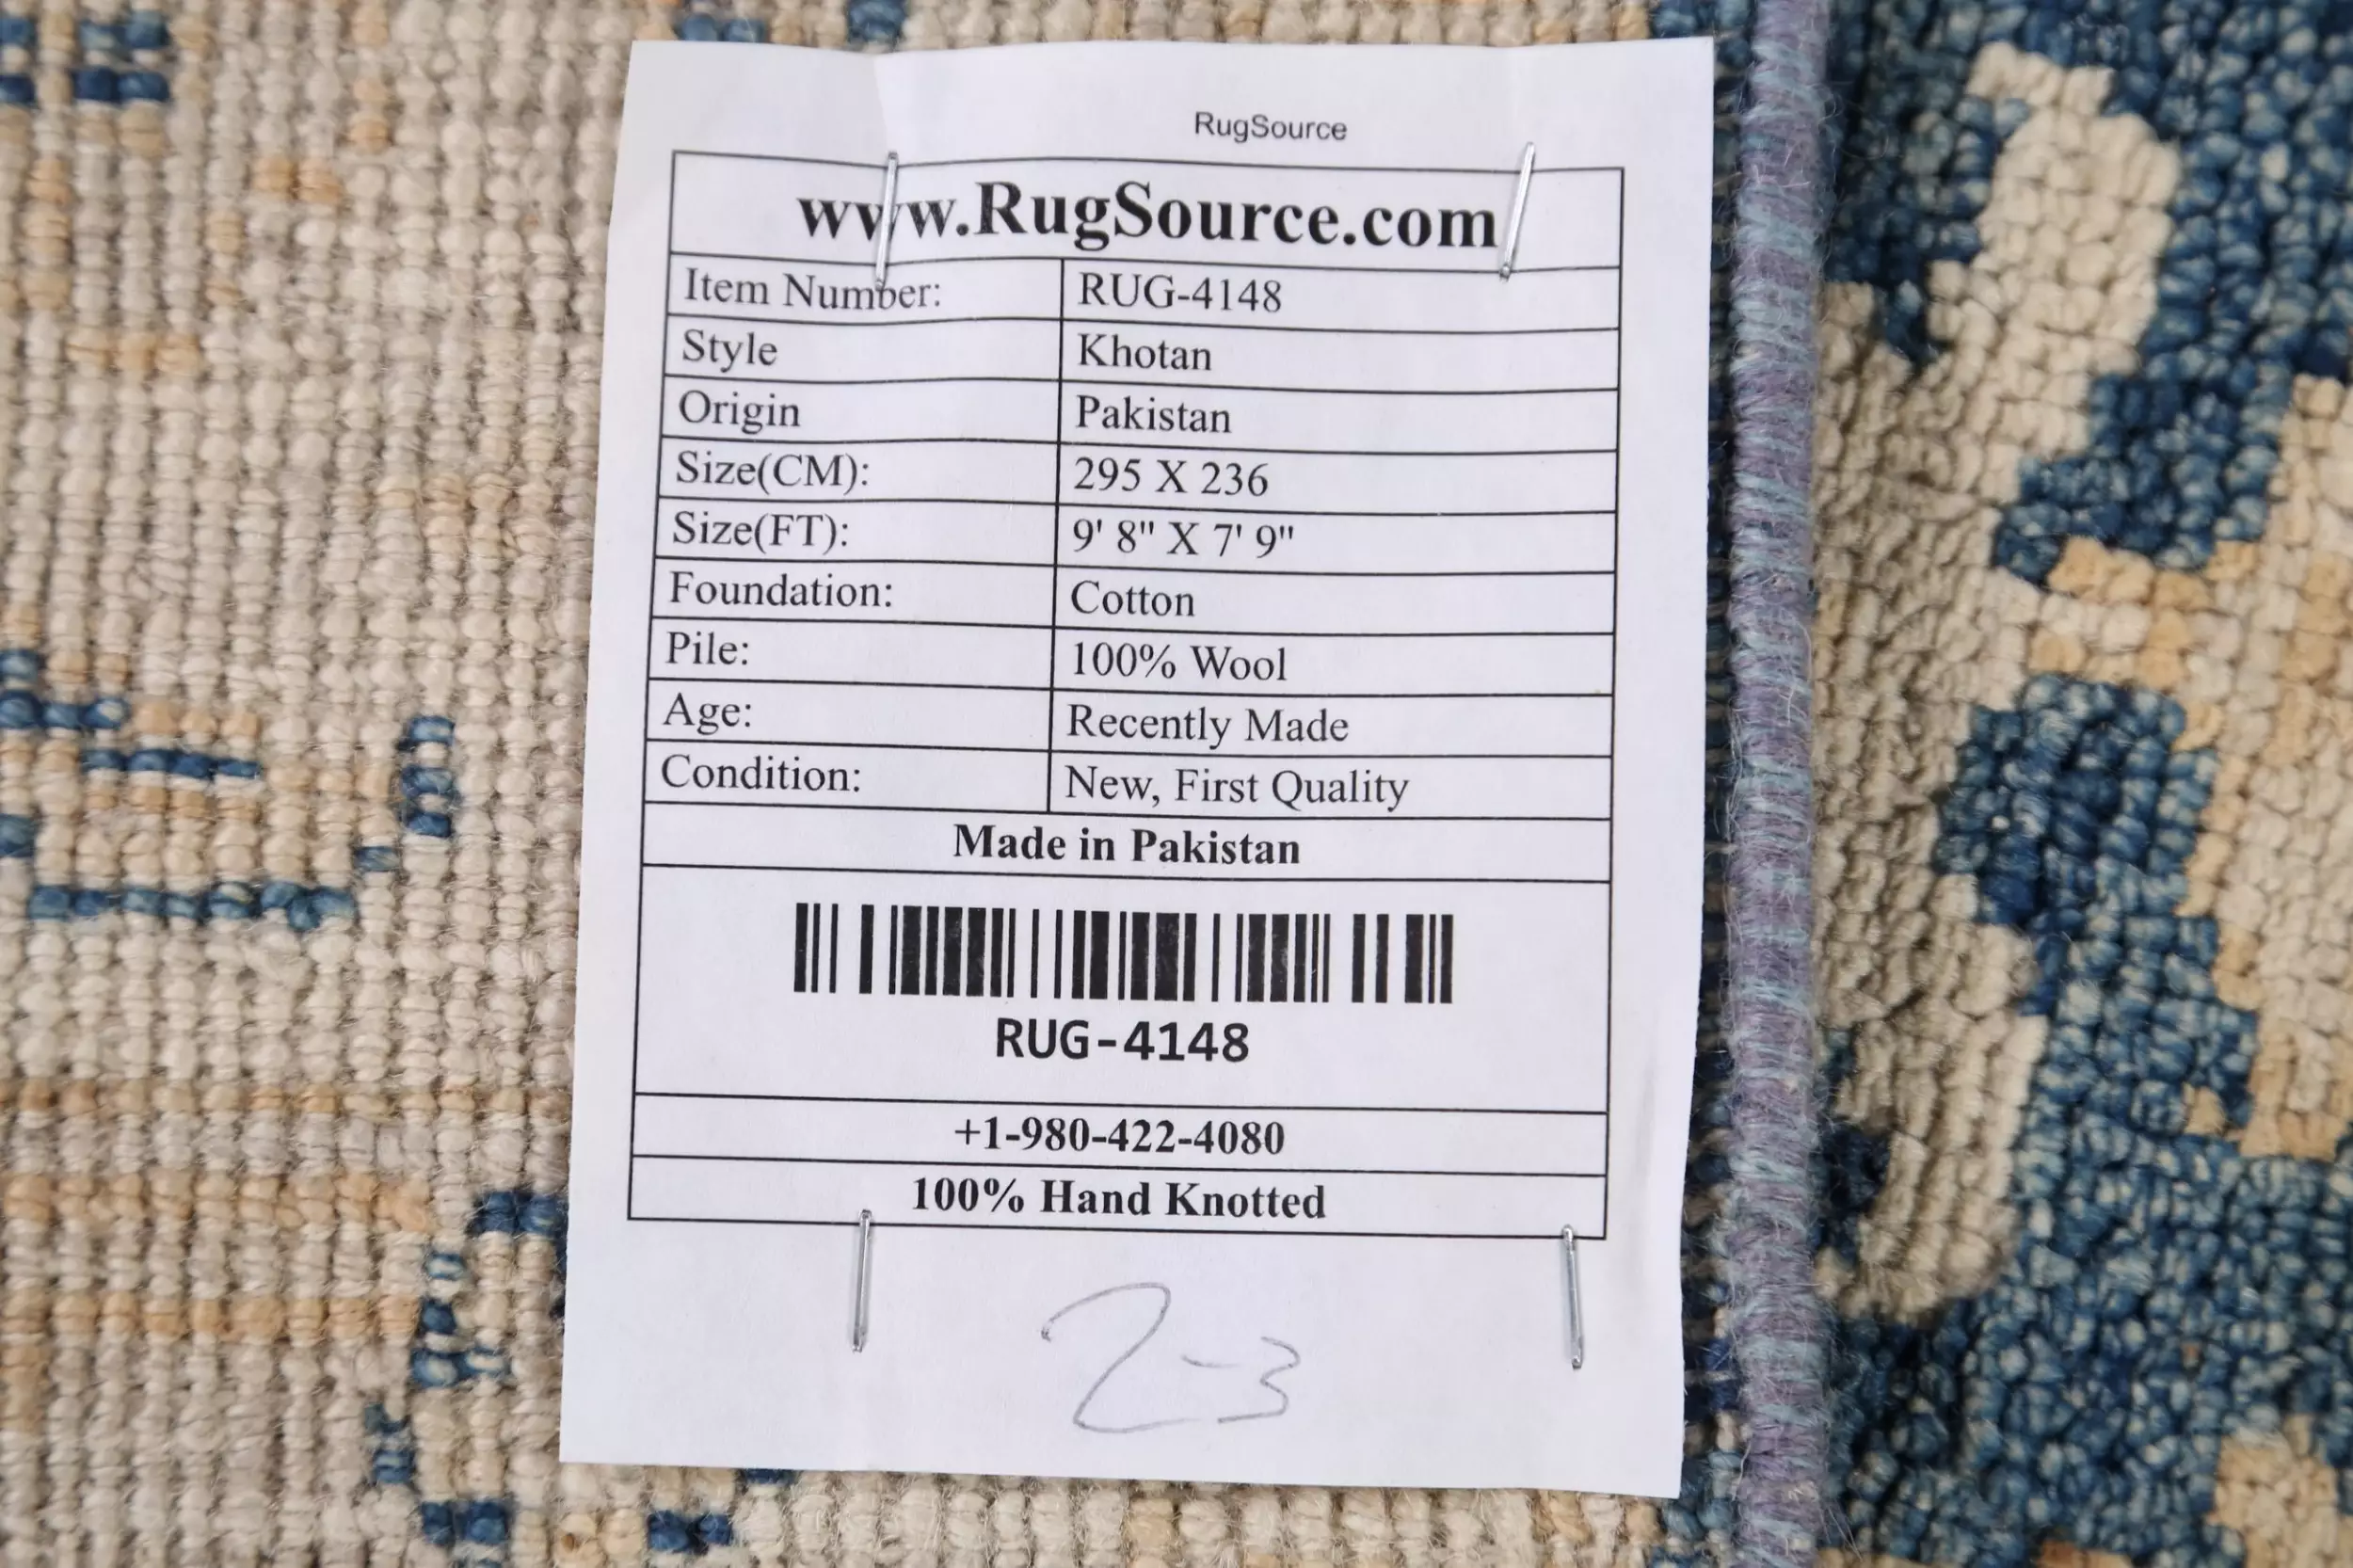 RugSource
www.RugSource.com
Item Number: RUG-4148
Style Khotan
Origin Pakistan
Size(CM): 295 X 236
Size(FT): 9' 8" X 7' 9"
Foundation: Cotton
Pile: 100% Wool
Age: Recently Made
Condition: New, First Quality
Made in Pakistan
RUG-4148
+1-980-422-4080
100% Hand Knotted
2-3